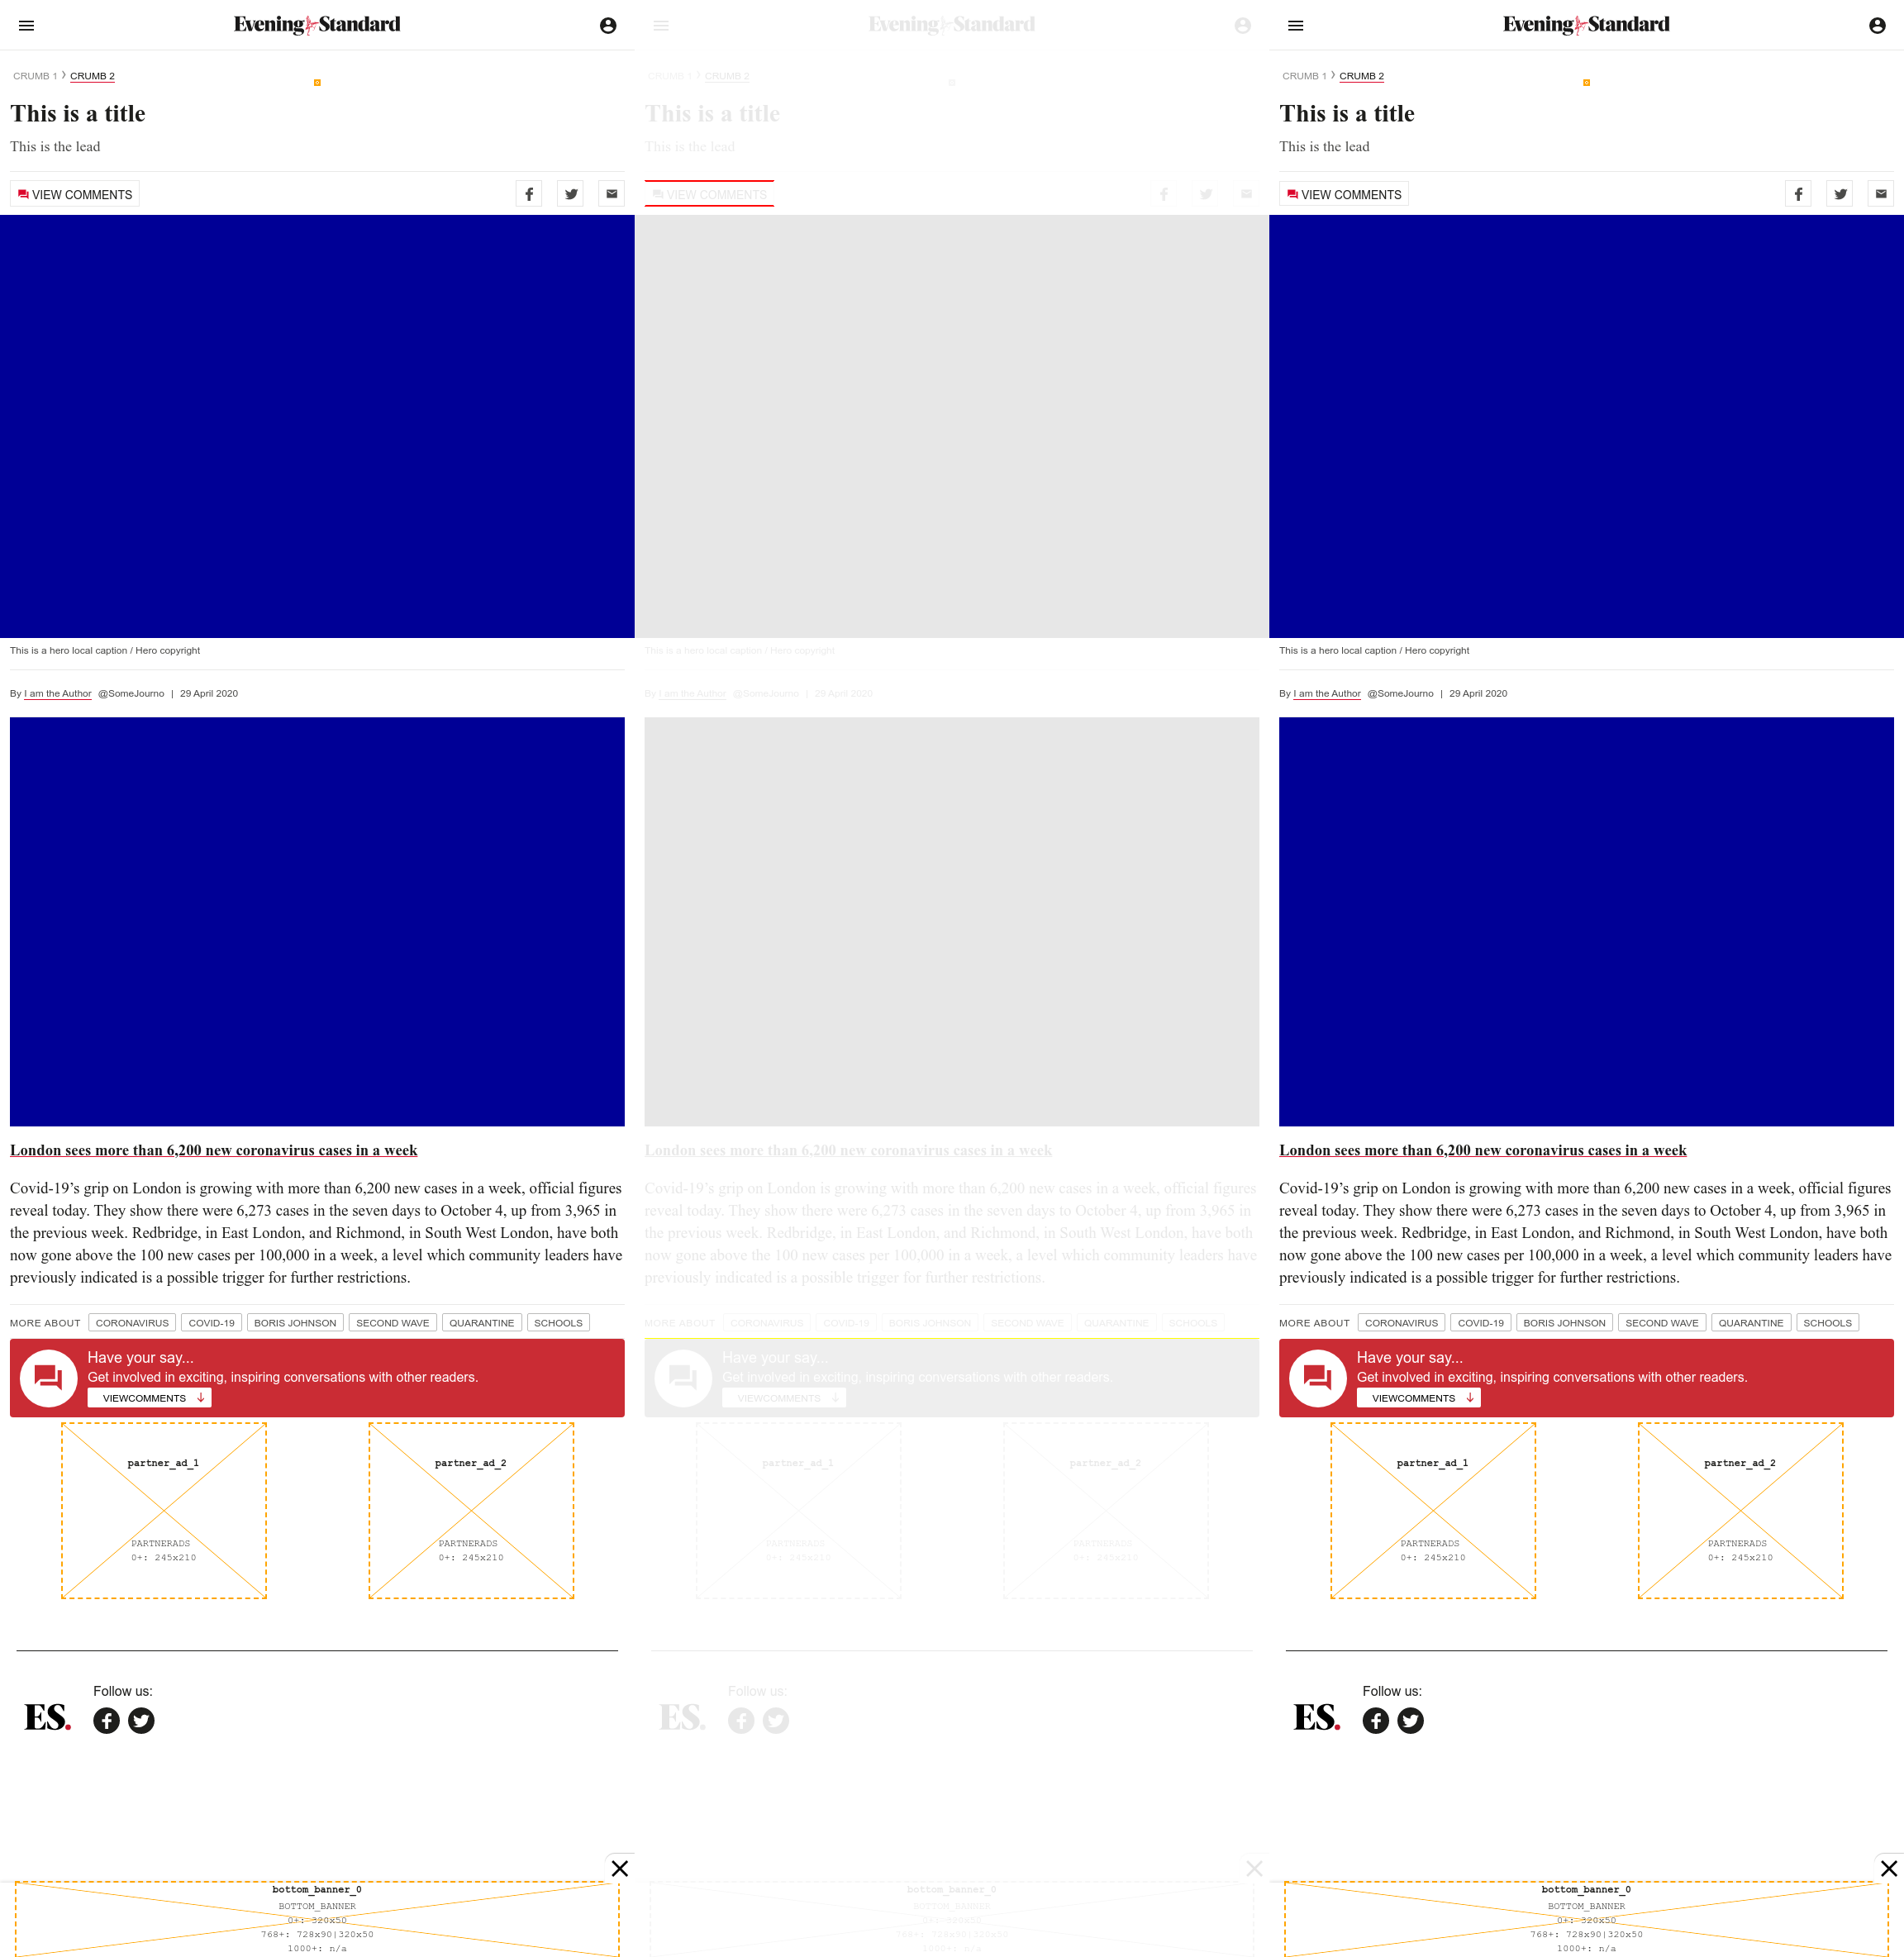 Evening Standard
CRUMB 1 › CRUMB 2
This is a title
This is the lead
VIEW COMMENTS
This is a hero local caption / Hero copyright
By I am the Author @SomeJourno | 29 April 2020
London sees more than 6,200 new coronavirus cases in a week
Covid-19’s grip on London is growing with more than 6,200 new cases in a week, official figures
reveal today. They show there were 6,273 cases in the seven days to October 4, up from 3,965 in
the previous week. Redbridge, in East London, and Richmond, in South West London, have both
now gone above the 100 new cases per 100,000 in a week, a level which community leaders have
previously indicated is a possible trigger for further restrictions.
MORE ABOUT CORONAVIRUS COVID-19 BORIS JOHNSON SECOND WAVE QUARANTINE SCHOOLS
Have your say...
Get involved in exciting, inspiring conversations with other readers.
VIEWCOMMENTS
partner_ad_1
PARTNERADS
0+: 245x210
partner_ad_2
PARTNERADS
0+: 245x210
ES.
Follow us:
bottom_banner_0
BOTTOM_BANNER
0+: 320x50
768+: 728x90|320x50
1000+: n/a
Evening Standard
CRUMB 1 › CRUMB 2
This is a title
This is the lead
VIEW COMMENTS
This is a hero local caption / Hero copyright
By I am the Author @SomeJourno | 29 April 2020
London sees more than 6,200 new coronavirus cases in a week
Covid-19’s grip on London is growing with more than 6,200 new cases in a week, official figures
reveal today. They show there were 6,273 cases in the seven days to October 4, up from 3,965 in
the previous week. Redbridge, in East London, and Richmond, in South West London, have both
now gone above the 100 new cases per 100,000 in a week, a level which community leaders have
previously indicated is a possible trigger for further restrictions.
MORE ABOUT CORONAVIRUS COVID-19 BORIS JOHNSON SECOND WAVE QUARANTINE SCHOOLS
Have your say...
Get involved in exciting, inspiring conversations with other readers.
VIEWCOMMENTS
partner_ad_1
PARTNERADS
0+: 245x210
partner_ad_2
PARTNERADS
0+: 245x210
ES.
Follow us:
bottom_banner_0
BOTTOM_BANNER
0+: 320x50
768+: 728x90|320x50
1000+: n/a
Evening Standard
CRUMB 1 › CRUMB 2
This is a title
This is the lead
VIEW COMMENTS
This is a hero local caption / Hero copyright
By I am the Author @SomeJourno | 29 April 2020
London sees more than 6,200 new coronavirus cases in a week
Covid-19’s grip on London is growing with more than 6,200 new cases in a week, official figures
reveal today. They show there were 6,273 cases in the seven days to October 4, up from 3,965 in
the previous week. Redbridge, in East London, and Richmond, in South West London, have both
now gone above the 100 new cases per 100,000 in a week, a level which community leaders have
previously indicated is a possible trigger for further restrictions.
MORE ABOUT CORONAVIRUS COVID-19 BORIS JOHNSON SECOND WAVE QUARANTINE SCHOOLS
Have your say...
Get involved in exciting, inspiring conversations with other readers.
VIEWCOMMENTS
partner_ad_1
PARTNERADS
0+: 245x210
partner_ad_2
PARTNERADS
0+: 245x210
ES.
Follow us:
bottom_banner_0
BOTTOM_BANNER
0+: 320x50
768+: 728x90|320x50
1000+: n/a